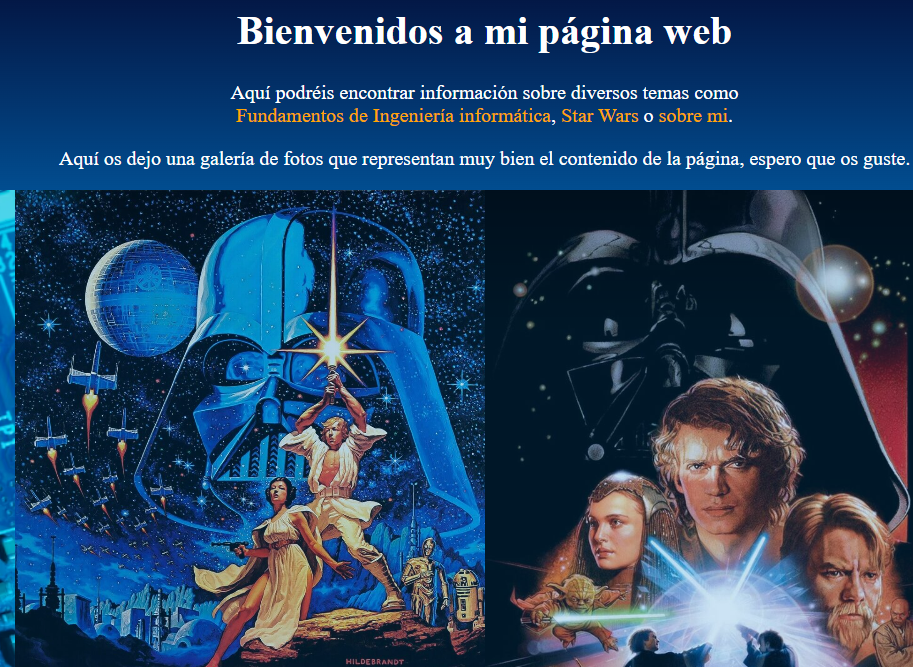 Bienvenidos a mi página web
Aquí podréis encontrar información sobre diversos temas como
Fundamentos de Ingeniería informática, Star Wars o sobre mi.
Aquí os dejo una galería de fotos que representan muy bien el contenido de la página, espero que os guste.
HILDEBRANDT